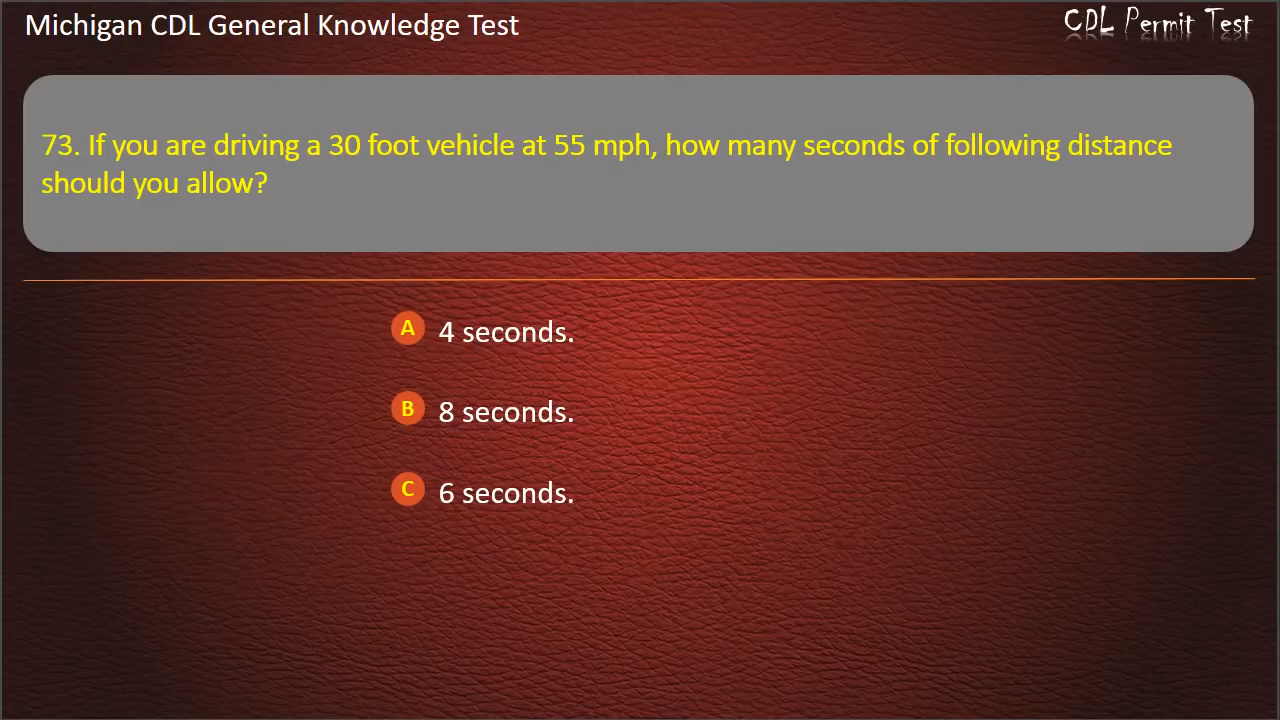 Michigan CDL General Knowledge Test
CDL Permit Test
73. If you are driving a 30 foot vehicle at 55 mph, how many seconds of following distance
should you allow?
A 4 seconds.
B 8 seconds.
C 6 seconds.